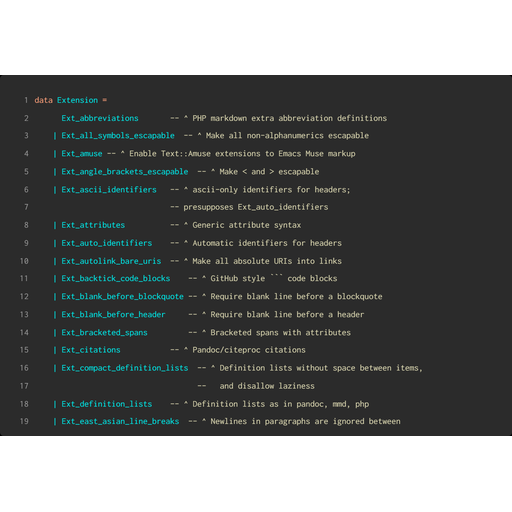 1 data Extension =
2       Ext_abbreviations       -- ^ PHP markdown extra abbreviation definitions
3     | Ext_all_symbols_escapable  -- ^ Make all non-alphanumerics escapable
4     | Ext_amuse -- ^ Enable Text::Amuse extensions to Emacs Muse markup
5     | Ext_angle_brackets_escapable  -- ^ Make < and > escapable
6     | Ext_ascii_identifiers   -- ^ ascii-only identifiers for headers;
7                               -- presupposes Ext_auto_identifiers
8     | Ext_attributes          -- ^ Generic attribute syntax
9     | Ext_auto_identifiers    -- ^ Automatic identifiers for headers
10     | Ext_autolink_bare_uris  -- ^ Make all absolute URIs into links
11     | Ext_backtick_code_blocks    -- ^ GitHub style ``` code blocks
12     | Ext_blank_before_blockquote -- ^ Require blank line before a blockquote
13     | Ext_blank_before_header     -- ^ Require blank line before a header
14     | Ext_bracketed_spans         -- ^ Bracketed spans with attributes
15     | Ext_citations           -- ^ Pandoc/citeproc citations
16     | Ext_compact_definition_lists  -- ^ Definition lists without space between items,
17                                     --   and disallow laziness
18     | Ext_definition_lists    -- ^ Definition lists as in pandoc, mmd, php
19     | Ext_east_asian_line_breaks  -- ^ Newlines in paragraphs are ignored between